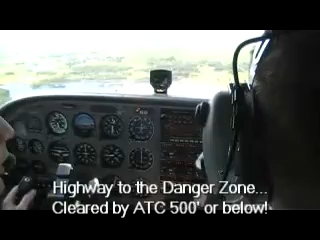 Highway to the Danger Zone...
Cleared by ATC 500' or below!